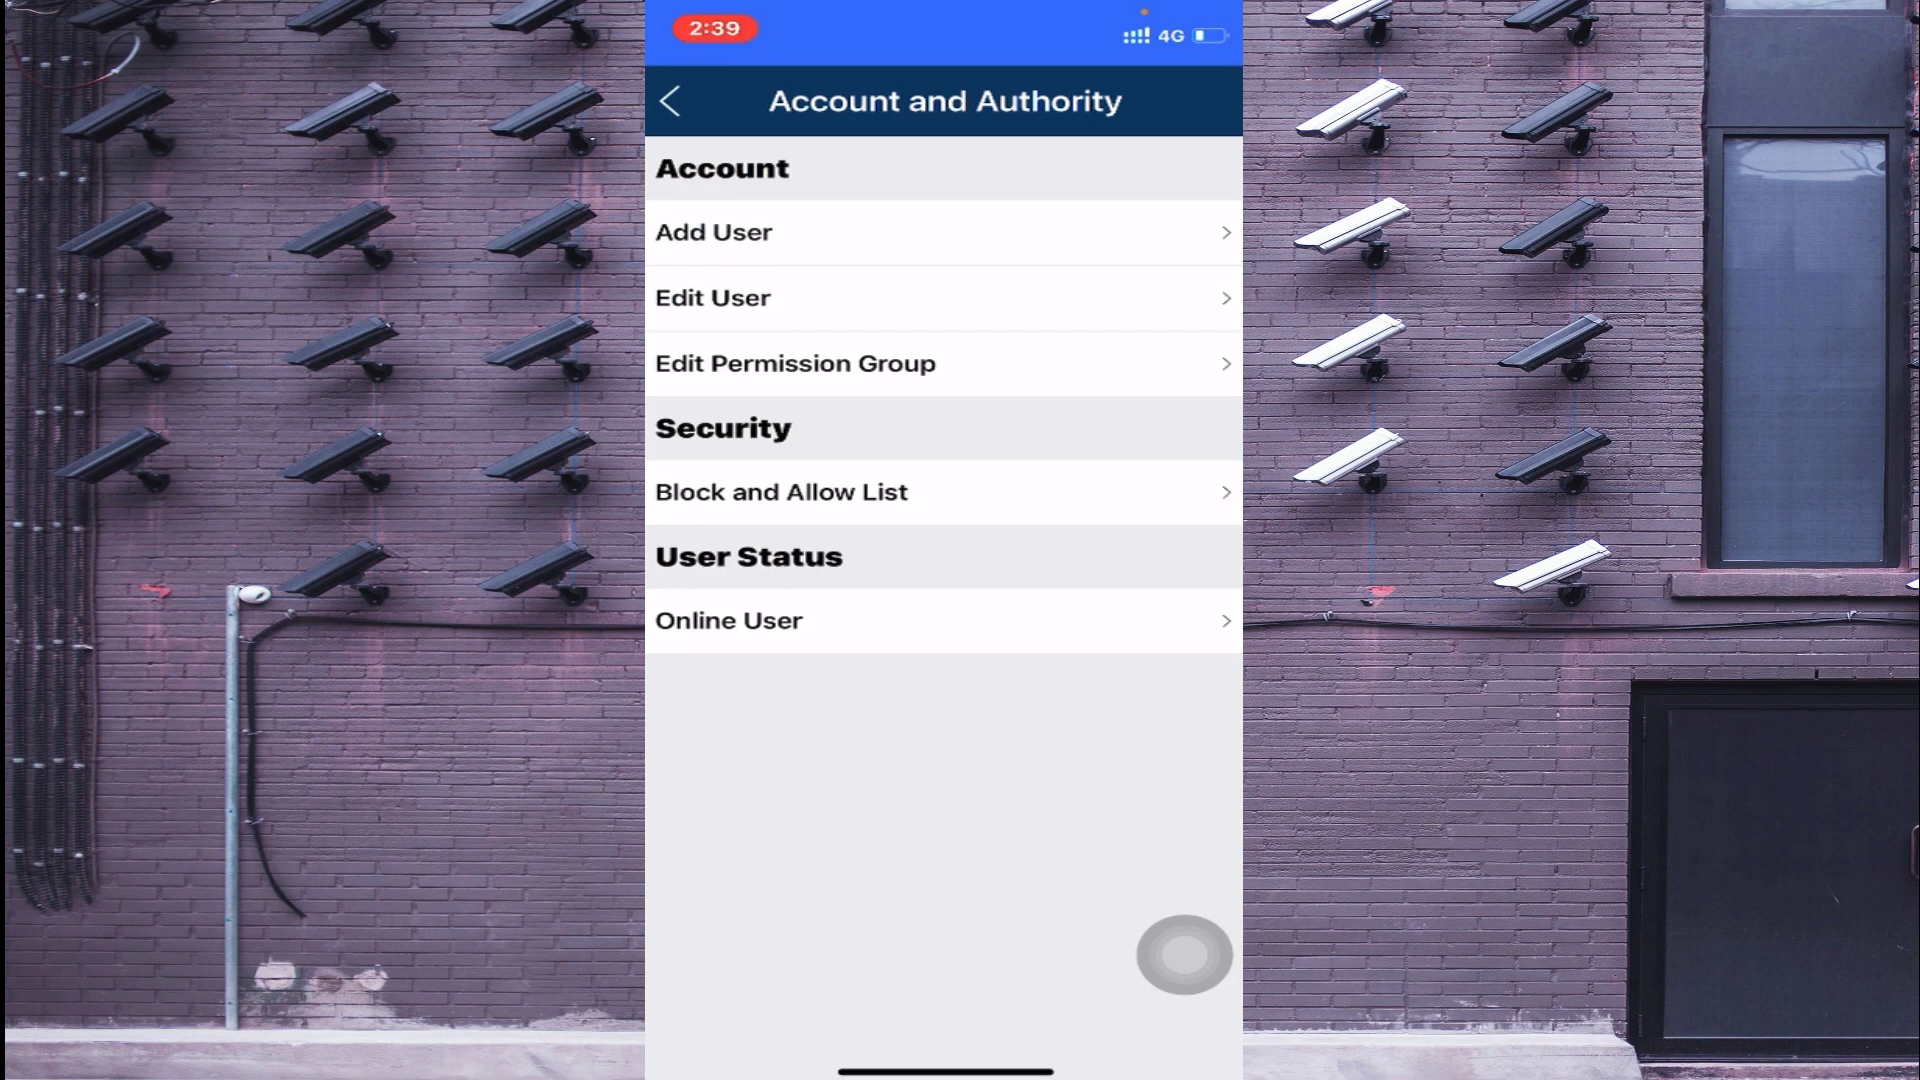 2:39
4G
Account and Authority
Account
Add User
Edit User
Edit Permission Group
Security
Block and Allow List
User Status
Online User